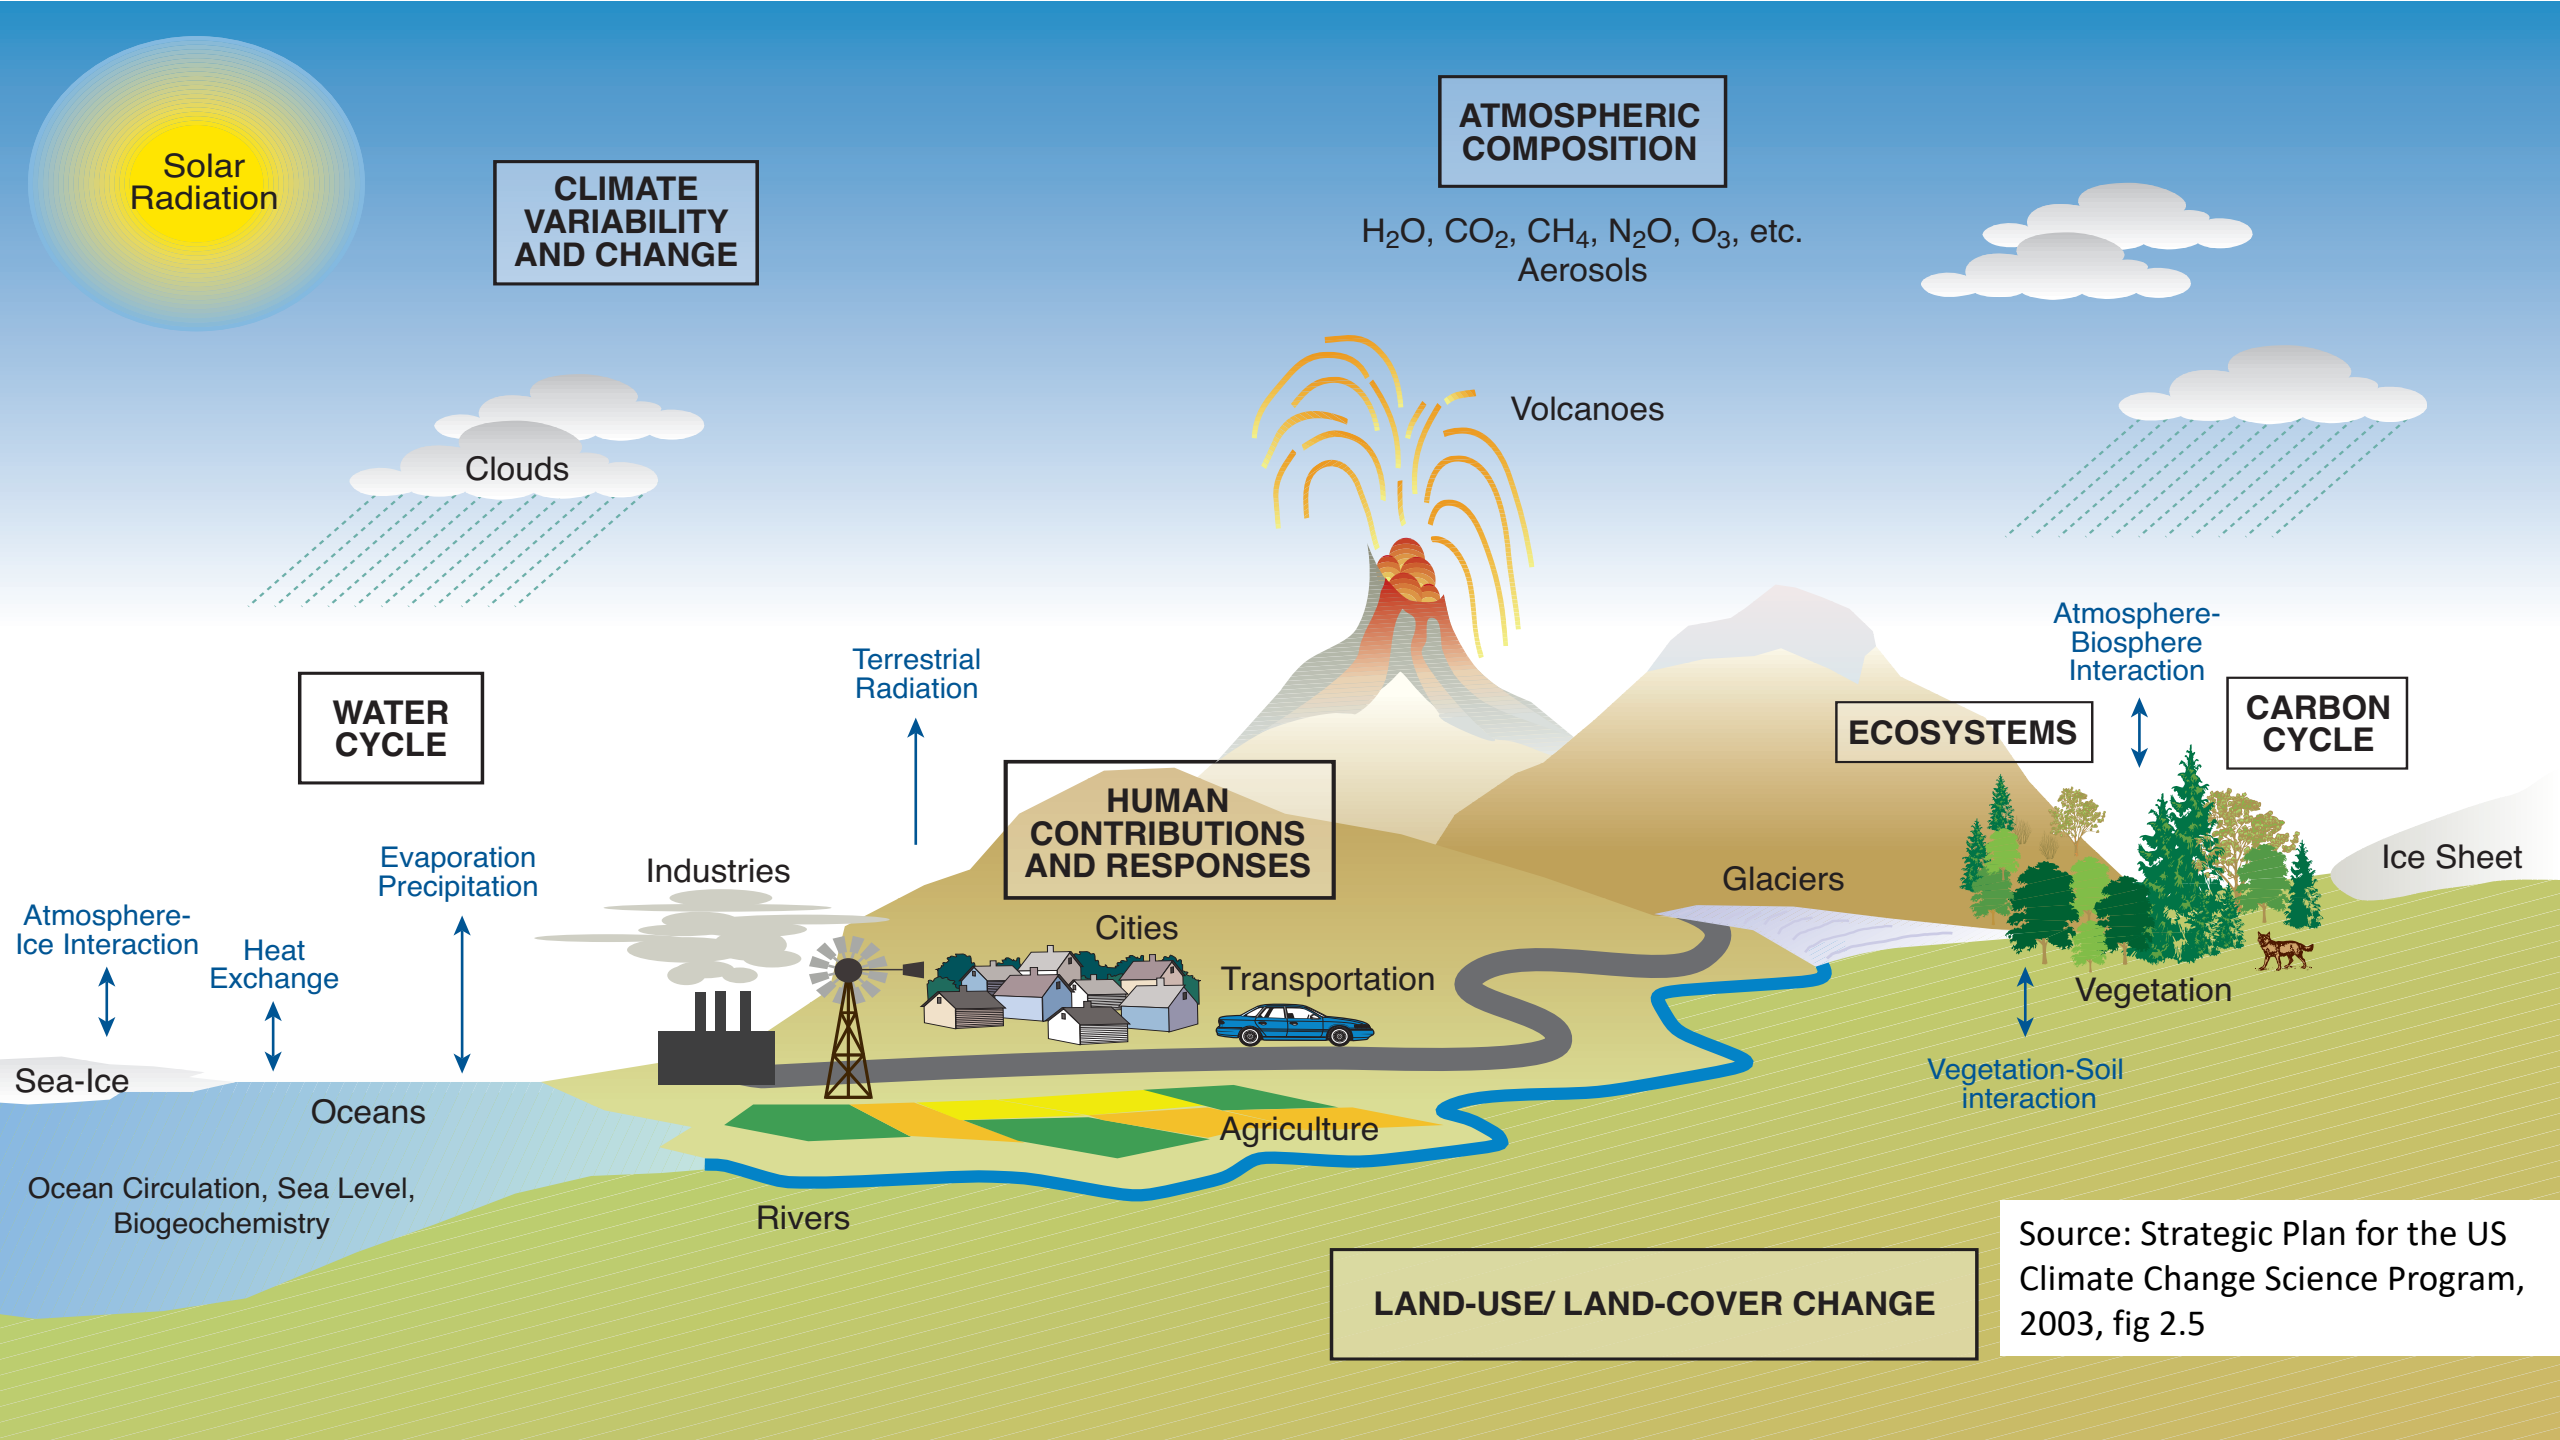 Solar
Radiation
CLIMATE
VARIABILITY
AND CHANGE
ATMOSPHERIC
COMPOSITION
H₂O, CO₂, CH₄, N₂O, O₃, etc.
Aerosols
Clouds
Volcanoes
WATER
CYCLE
Terrestrial
Radiation
Atmosphere-
Biosphere
Interaction
ECOSYSTEMS
CARBON
CYCLE
HUMAN
CONTRIBUTIONS
AND RESPONSES
Evaporation
Precipitation
Industries
Glaciers
Ice Sheet
Atmosphere-
Ice Interaction
Heat
Exchange
Cities
Transportation
Vegetation
Sea-Ice
Oceans
Agriculture
Vegetation-Soil
interaction
Ocean Circulation, Sea Level,
Biogeochemistry
Rivers
LAND-USE/ LAND-COVER CHANGE
Source: Strategic Plan for the US
Climate Change Science Program,
2003, fig 2.5